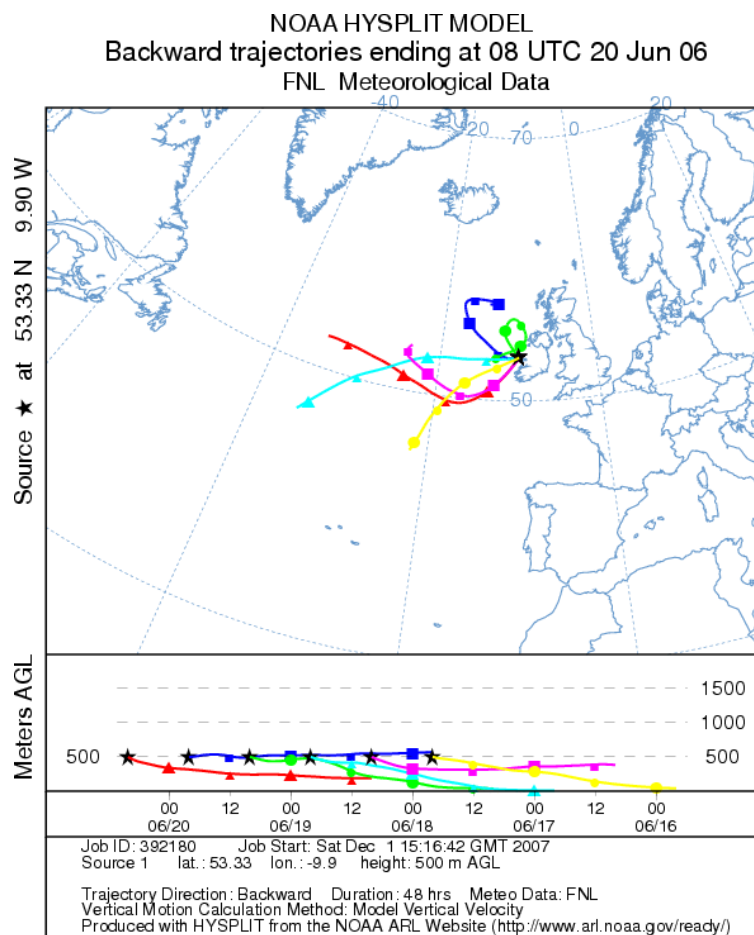 NOAA HYSPLIT MODEL
Backward trajectories ending at 08 UTC 20 Jun 06
FNL Meteorological Data
Source ★ at 53.33 N 9.90 W
-40
-20
70
0
20
50
Meters AGL
1500
1000
500
500
00 12 00 12 00 12 00 12 00
06/20 06/19 06/18 06/17 06/16
Job ID: 392180 Job Start: Sat Dec 1 15:16:42 GMT 2007
Source 1 lat.: 53.33 lon.: -9.9 height: 500 m AGL
Trajectory Direction: Backward Duration: 48 hrs Meteo Data: FNL
Vertical Motion Calculation Method: Model Vertical Velocity
Produced with HYSPLIT from the NOAA ARL Website (http://www.arl.noaa.gov/ready/)